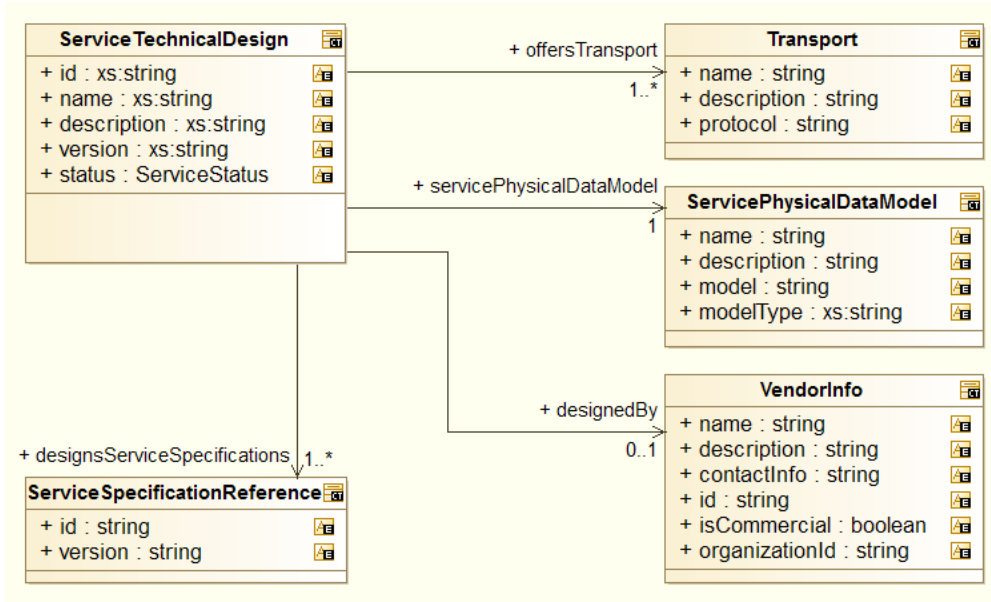 ServiceTechnicalDesign
+ id : xs:string
+ name : xs:string
+ description : xs:string
+ version : xs:string
+ status : ServiceStatus
+ offersTransport
1..*
Transport
+ name : string
+ description : string
+ protocol : string
+ servicePhysicalDataModel
1
ServicePhysicalDataModel
+ name : string
+ description : string
+ model : string
+ modelType : xs:string
+ designedBy
0..1
VendorInfo
+ name : string
+ description : string
+ contactInfo : string
+ id : string
+ isCommercial : boolean
+ organizationId : string
+ designsServiceSpecifications
1..*
ServiceSpecificationReference
+ id : string
+ version : string